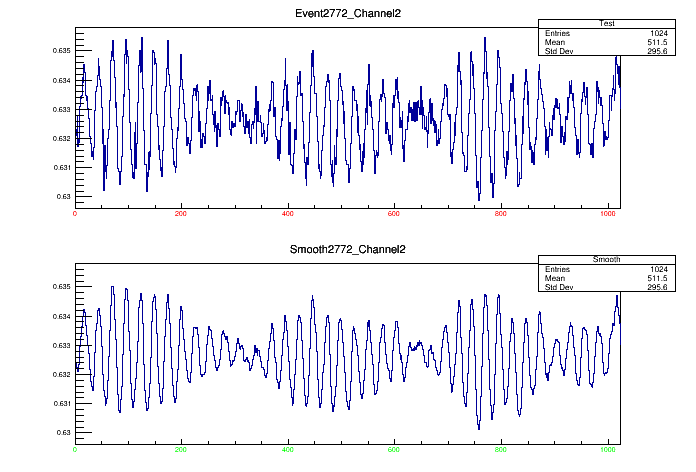 Event2772_Channel2
Test
Entries 1024
Mean 511.5
Std Dev 295.6
0.635
0.634
0.633
0.632
0.631
0.63
0 200 400 600 800 1000
Smooth2772_Channel2
Smooth
Entries 1024
Mean 511.5
Std Dev 295.6
0.635
0.634
0.633
0.632
0.631
0.63
0 200 400 600 800 1000